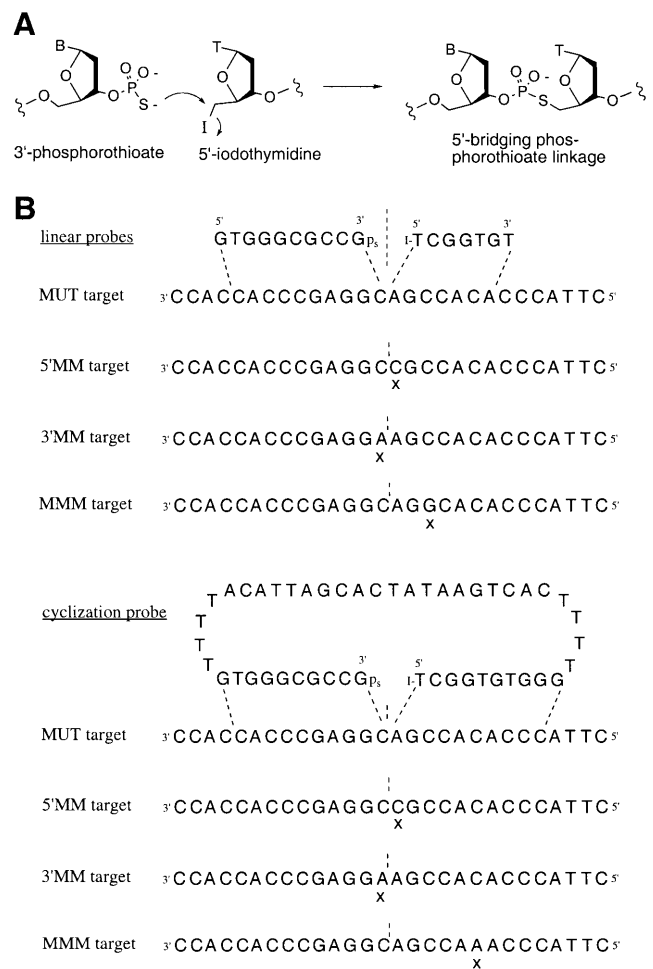 A
B
T
O
O
O
O
P
O -
S -
O
O
I
B
T
O
O
O
O
P
O
S
O
-
O
3'-phosphorothioate
5'-iodothymidine
5'-bridging phos-
phorothioate linkage
B
linear probes
5' 3' 5' 3'
GTGGGCGCCGps I-TCGGTGT
MUT target 3'CCACCACCCGAGGCAGCCACACCCATTC5'
5'MM target 3'CCACCACCCGAGGCCGCCACACCCATTC5'
x
3'MM target 3'CCACCACCCGAGGAAGCCACACCCATTC5'
x
MMM target 3'CCACCACCCGAGGCAGGCACACCCATTC5'
x
cyclization probe
TACATTAGCACTATAAGTCACT
T T
T T
T T
3' 5'
GTGGGCGCCGps I-TCGGTGTGGG
MUT target 3'CCACCACCCGAGGCAGCCACACCCATTC5'
5'MM target 3'CCACCACCCGAGGCCGCCACACCCATTC5'
x
3'MM target 3'CCACCACCCGAGGAAGCCACACCCATTC5'
x
MMM target 3'CCACCACCCGAGGCAGCCAAACCCATTC5'
x